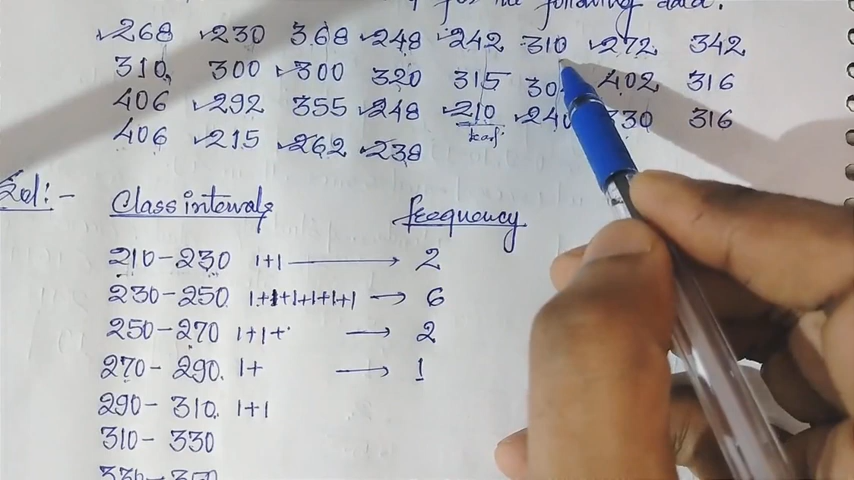 for the following data.
✓268 ✓230 368 ✓248 ✓242 310 ✓272 342
310 300 ✓300 320 315 402 316
406 ✓292 355 ✓248 ✓210 ✓240 330 316
406 ✓215 ✓262 ✓238
Sol:-
Class intervals frequency
210-230 1+1 → 2
230-250 1+1+1+1+1+1 → 6
250-270 1+1+ → 2
270-290. 1+ → 1
290-310. 1+1
310-330
330-350